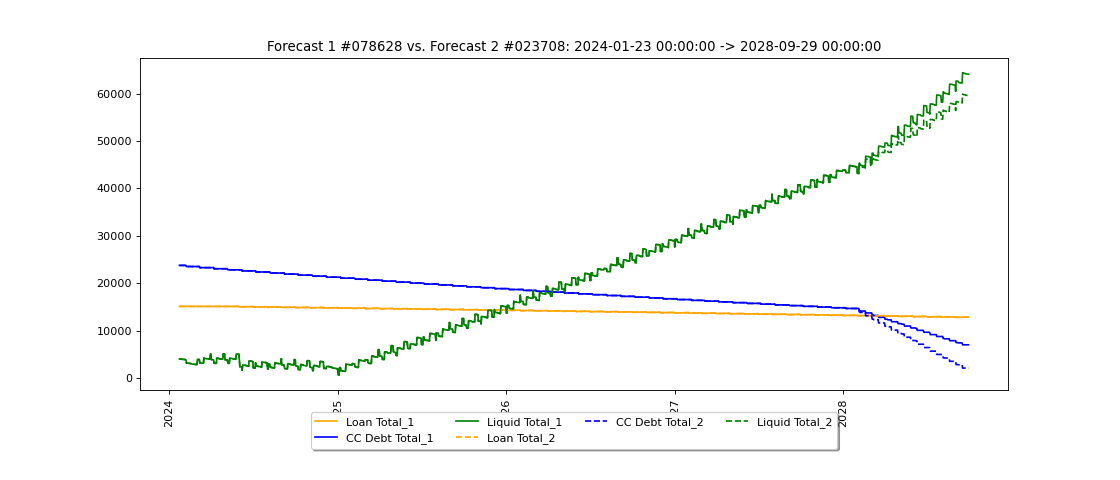 Forecast 1 #078628 vs. Forecast 2 #023708: 2024-01-23 00:00:00 -> 2028-09-29 00:00:00
60000
50000
40000
30000
20000
10000
0
2024
25
26
27
2028
Loan Total_1
Liquid Total_1
CC Debt Total_2
Liquid Total_2
CC Debt Total_1
Loan Total_2